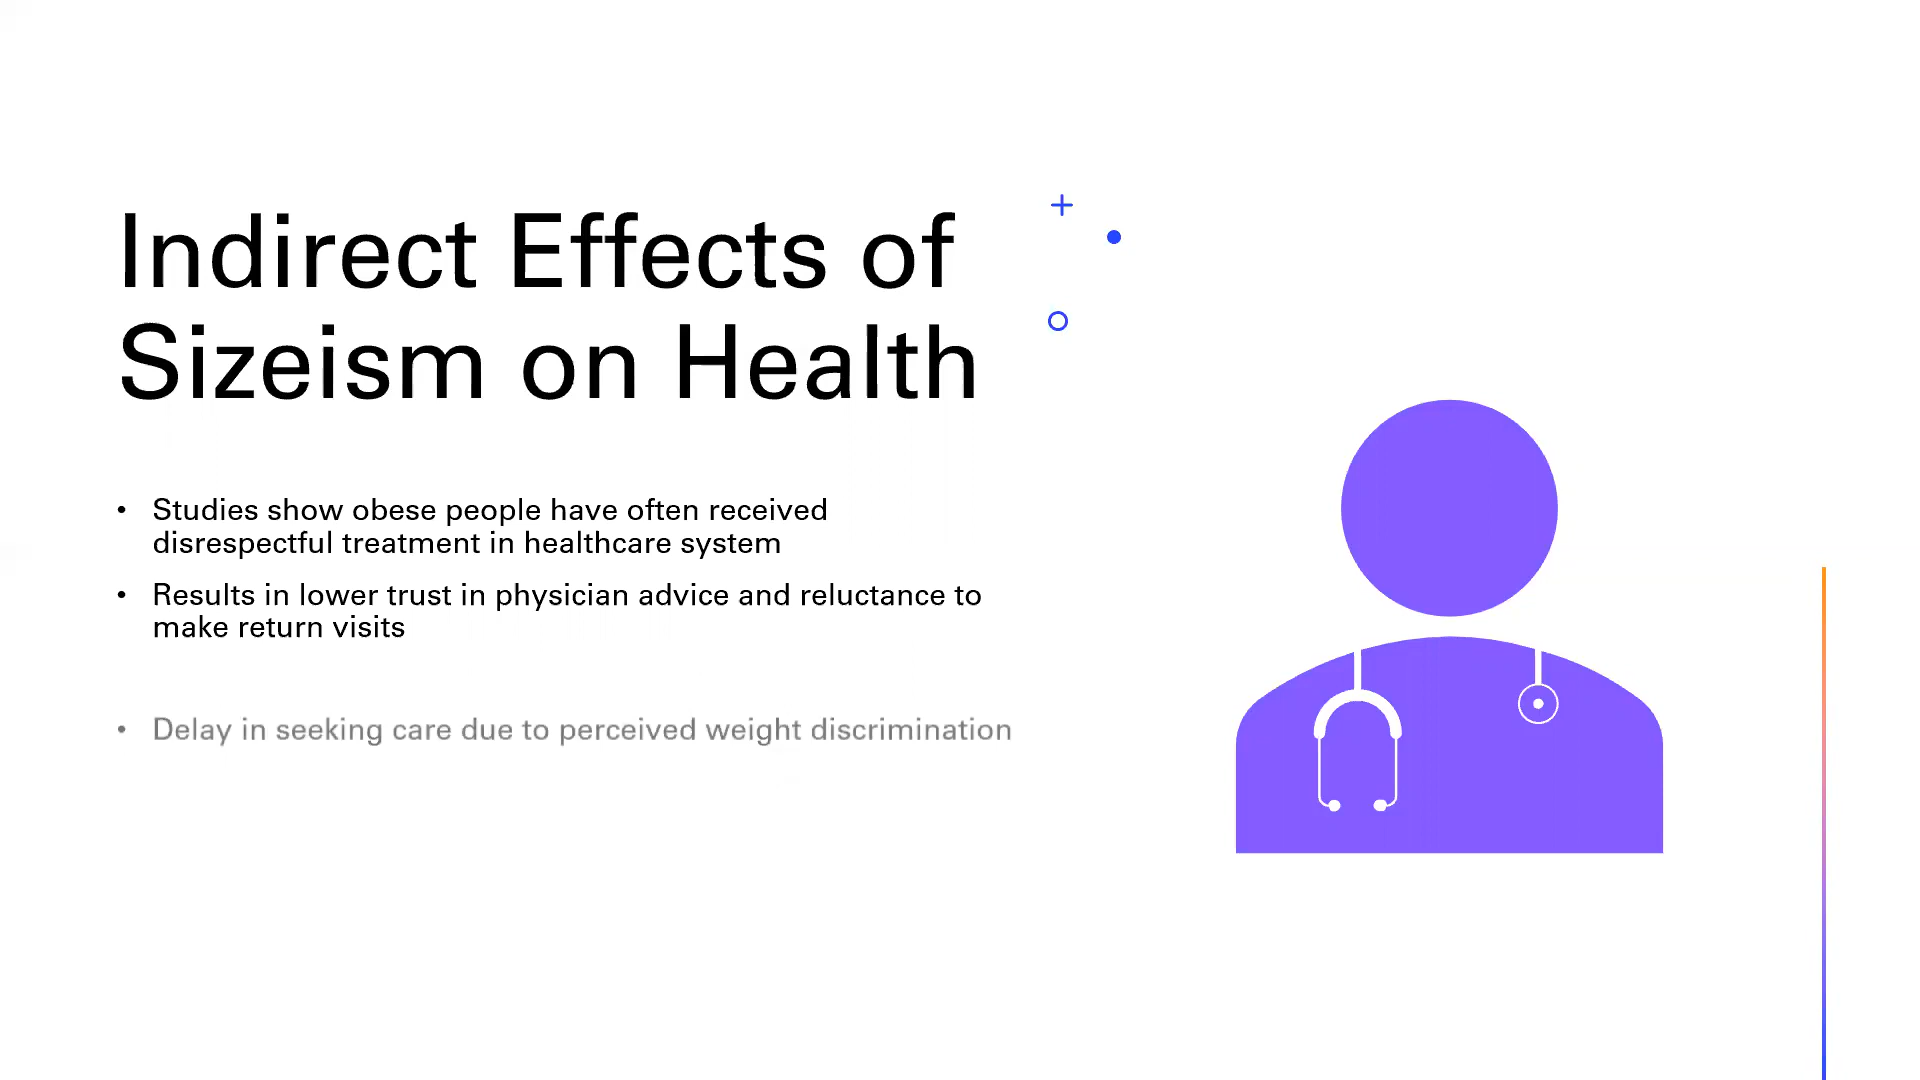 Indirect Effects of
Sizeism on Health
• Studies show obese people have often received
disrespectful treatment in healthcare system
• Results in lower trust in physician advice and reluctance to
make return visits
• Delay in seeking care due to perceived weight discrimination